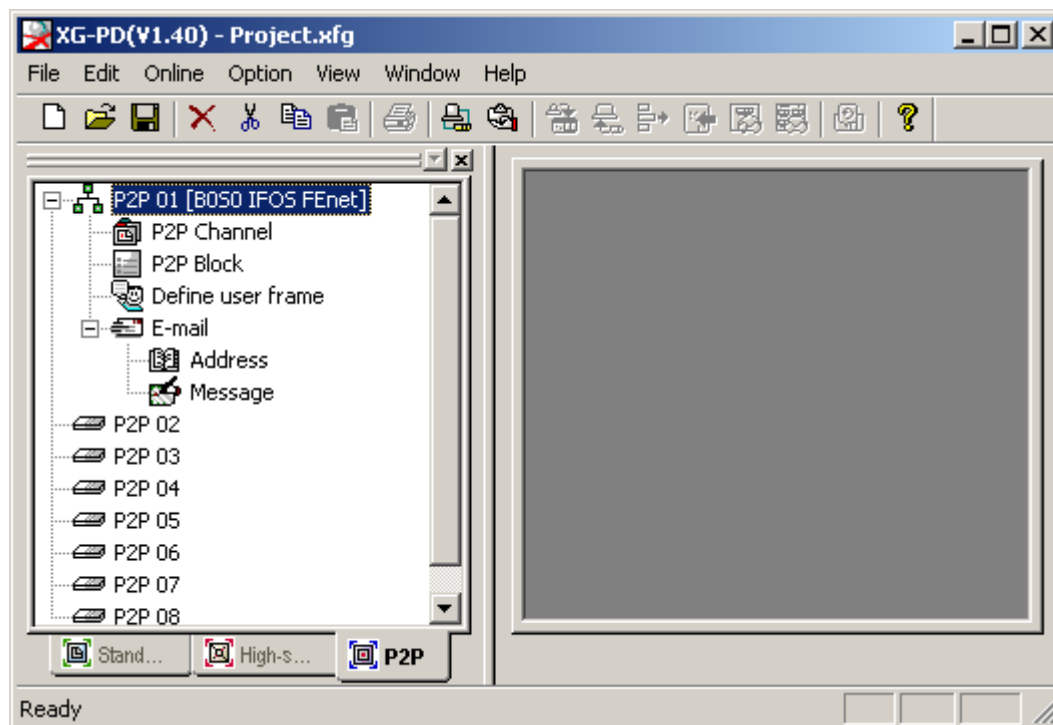 XG-PD(V1.40) - Project.xfg
File Edit Online Option View Window Help
P2P 01 [B0S0 IFOS FEnet]
P2P Channel
P2P Block
Define user frame
E-mail
Address
Message
P2P 02
P2P 03
P2P 04
P2P 05
P2P 06
P2P 07
P2P 08
Stand... High-s... P2P
Ready